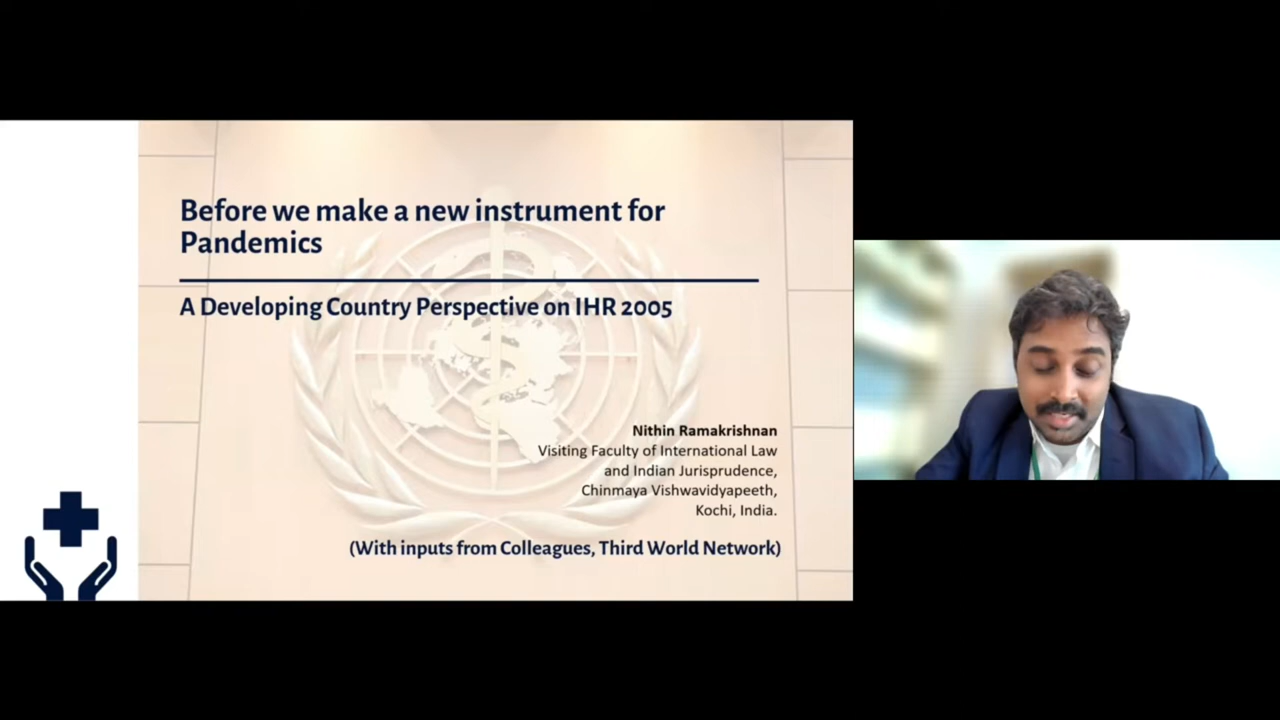 Before we make a new instrument for
Pandemics
A Developing Country Perspective on IHR 2005
Nithin Ramakrishnan
Visiting Faculty of International Law
and Indian Jurisprudence,
Chinmaya Vishwavidyapeeth,
Kochi, India.
(With inputs from Colleagues, Third World Network)